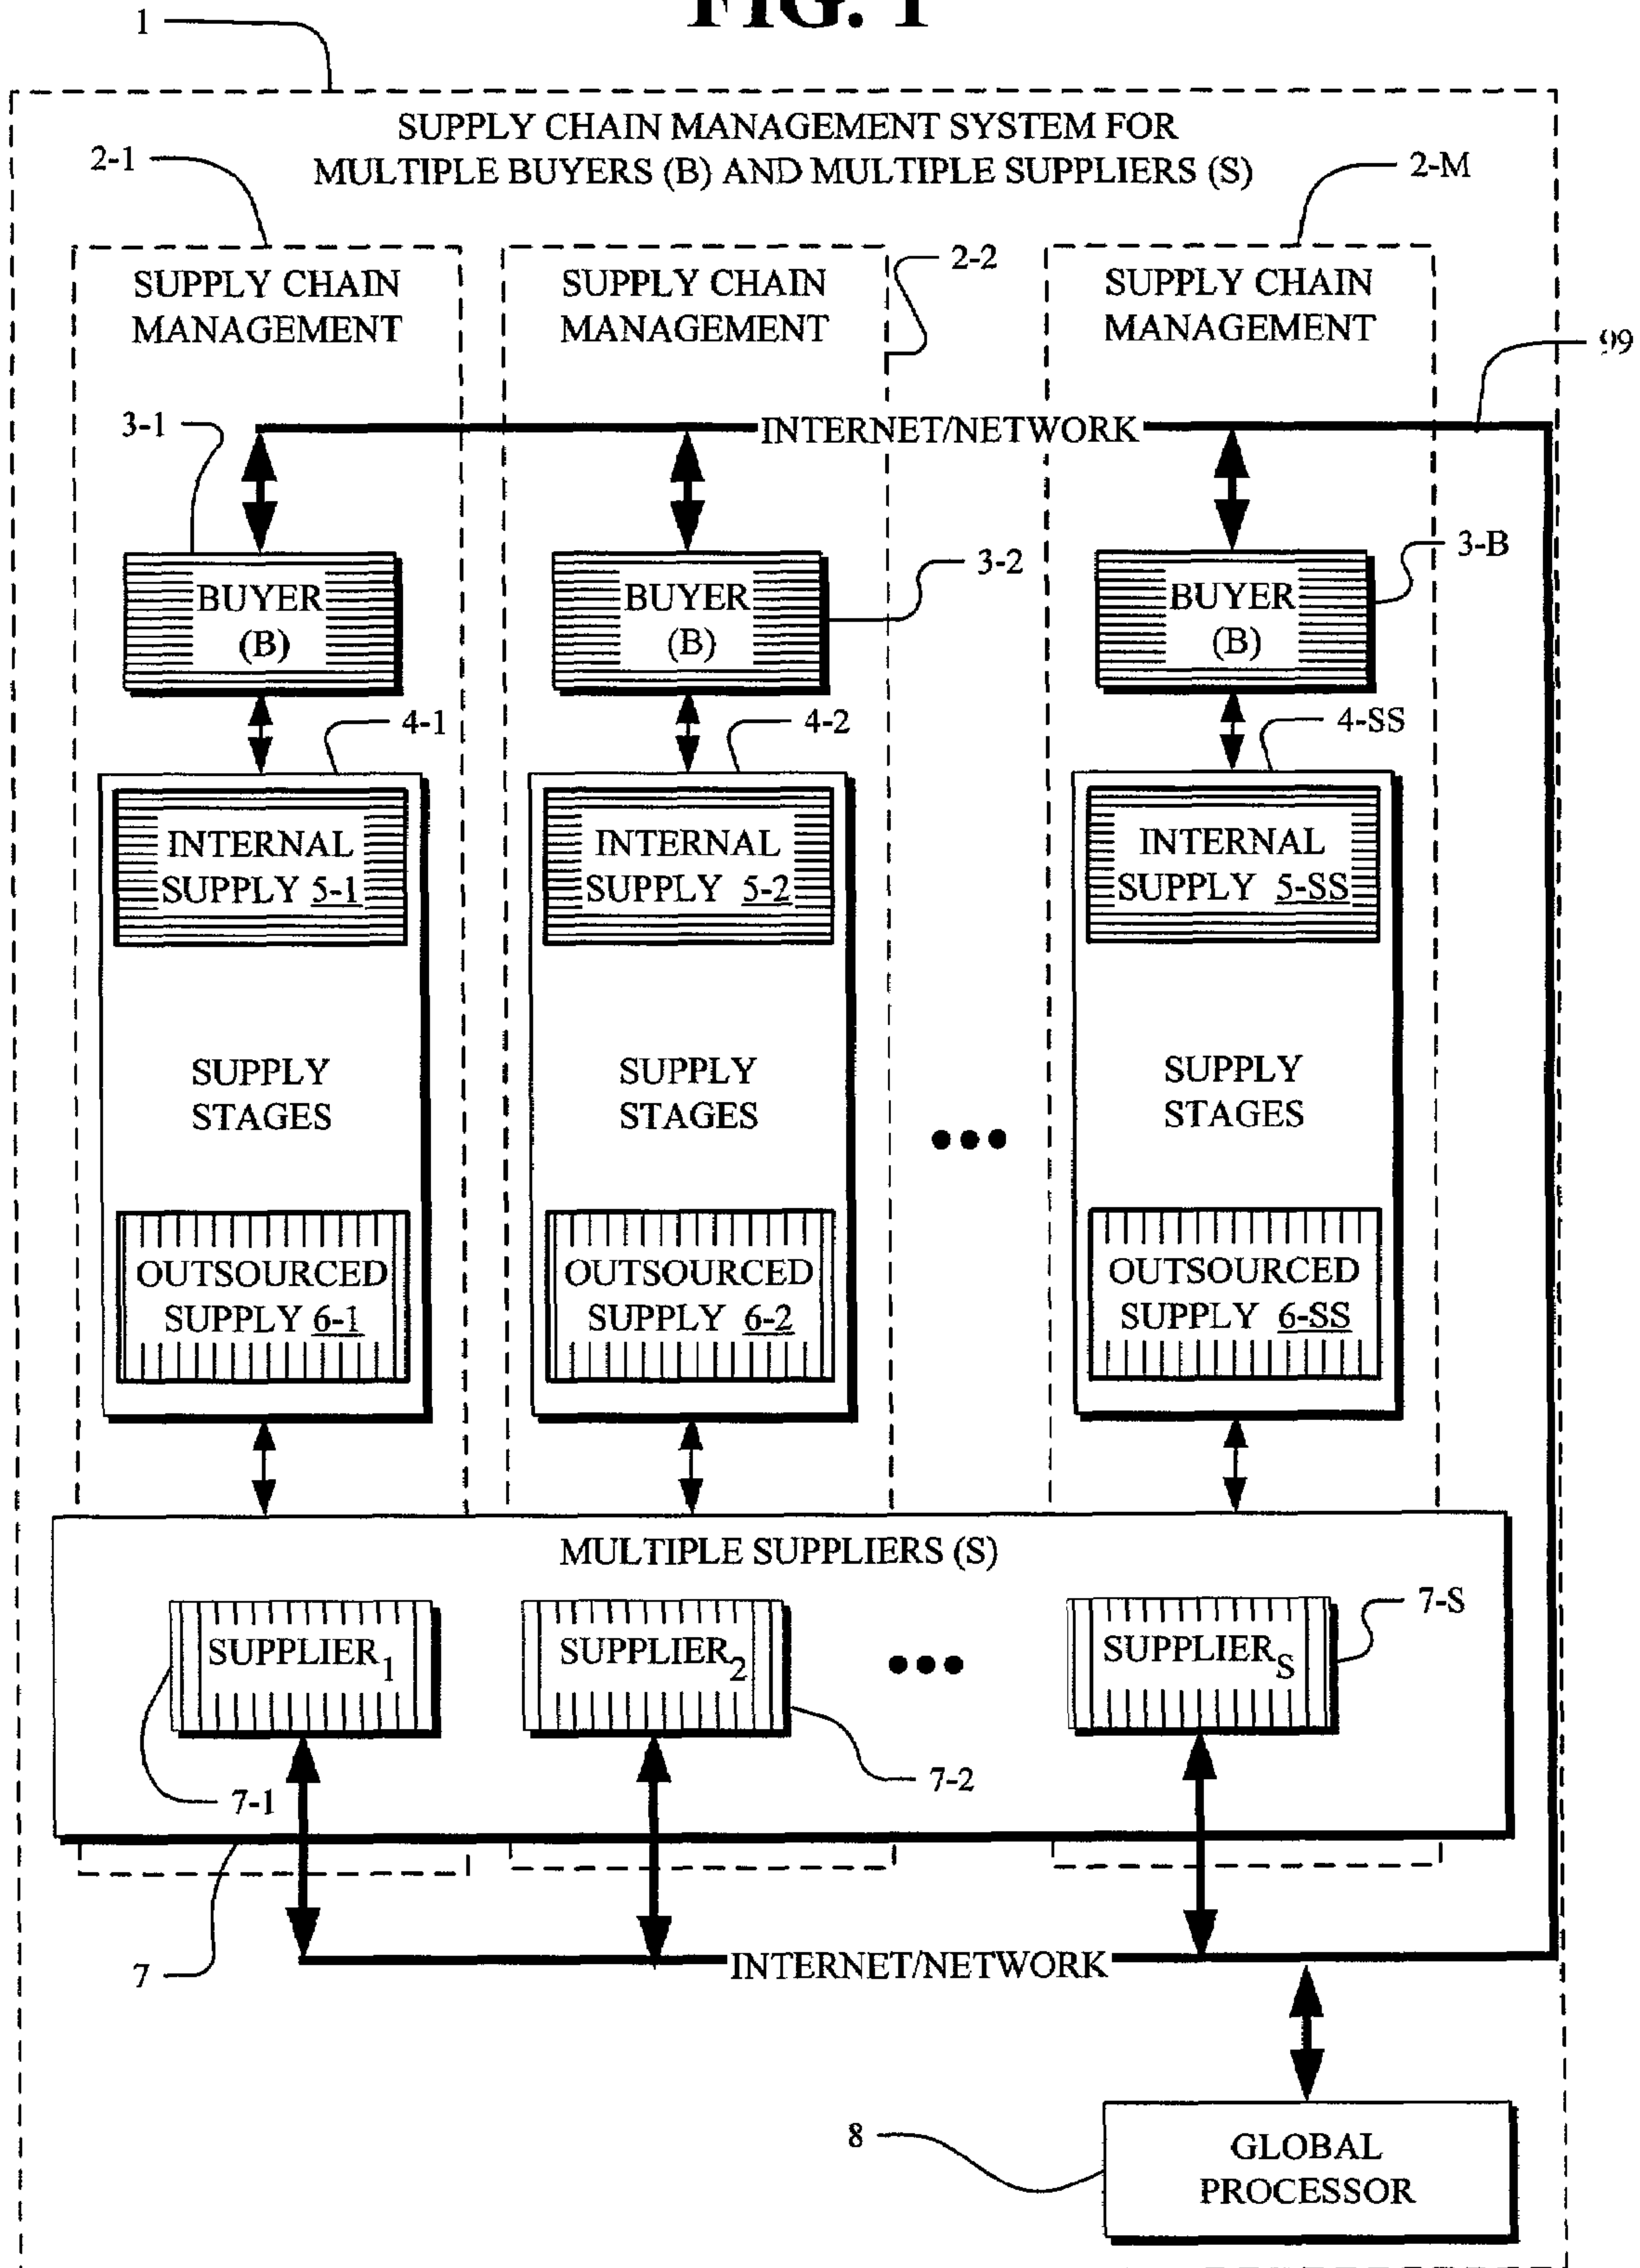 FIG. 1
1
SUPPLY CHAIN MANAGEMENT SYSTEM FOR
MULTIPLE BUYERS (B) AND MULTIPLE SUPPLIERS (S)
2-1
2-M
2-2
SUPPLY CHAIN
MANAGEMENT
SUPPLY CHAIN
MANAGEMENT
SUPPLY CHAIN
MANAGEMENT
99
3-1
INTERNET/NETWORK
BUYER
(B)
3-2
BUYER
(B)
3-B
BUYER
(B)
4-1
4-2
4-SS
INTERNAL
SUPPLY 5-1
INTERNAL
SUPPLY 5-2
INTERNAL
SUPPLY 5-SS
SUPPLY
STAGES
SUPPLY
STAGES
•••
SUPPLY
STAGES
OUTSOURCED
SUPPLY 6-1
OUTSOURCED
SUPPLY 6-2
OUTSOURCED
SUPPLY 6-SS
MULTIPLE SUPPLIERS (S)
SUPPLIER1
SUPPLIER2
•••
SUPPLIERS
7-S
7-1
7-2
7
INTERNET/NETWORK
8
GLOBAL
PROCESSOR